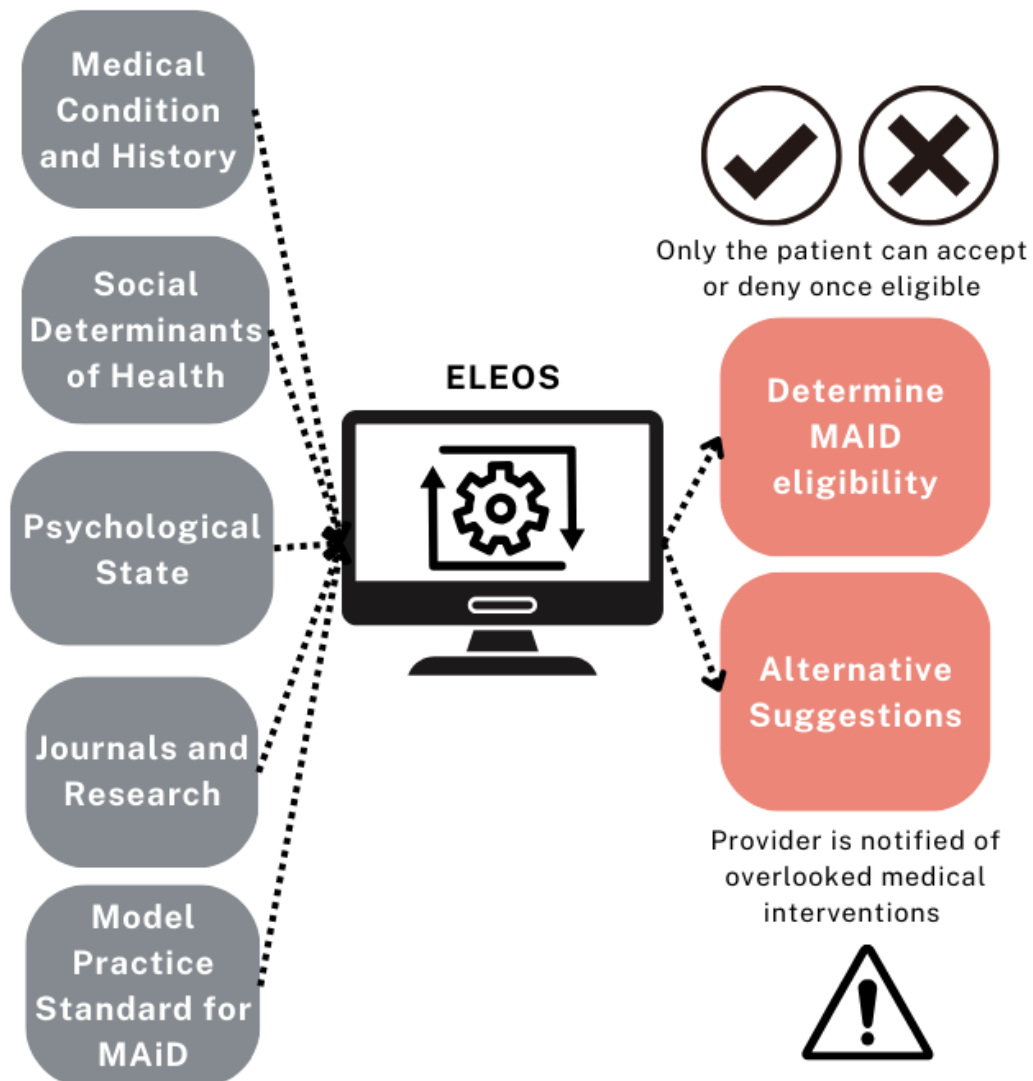 Medical
Condition
and History
Social
Determinants
of Health
Psychological
State
Journals and
Research
Model
Practice
Standard for
MAiD
ELEOS
Only the patient can accept
or deny once eligible
Determine
MAID
eligibility
Alternative
Suggestions
Provider is notified of
overlooked medical
interventions